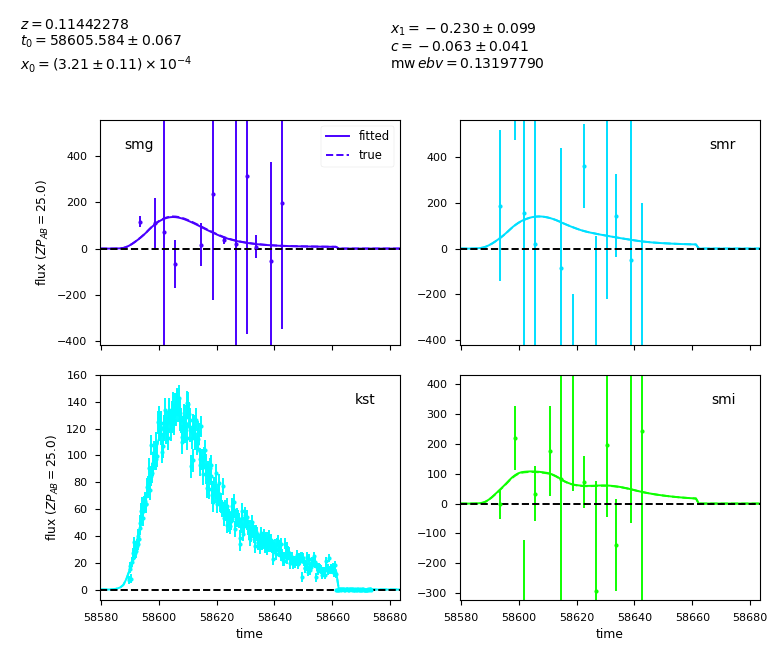 z = 0.11442278
t₀ = 58605.584 ± 0.067
x₀ = (3.21 ± 0.11) × 10⁻⁴
x₁ = −0.230 ± 0.099
c = −0.063 ± 0.041
mw ebv = 0.13197790
smg
fitted
true
400
200
0
−200
−400
flux (ZP_AB = 25.0)
smr
400
200
0
−200
−400
kst
160
140
120
100
80
60
40
20
0
flux (ZP_AB = 25.0)
58580 58600 58620 58640 58660 58680
time
smi
400
300
200
100
0
−100
−200
−300
58580 58600 58620 58640 58660 58680
time